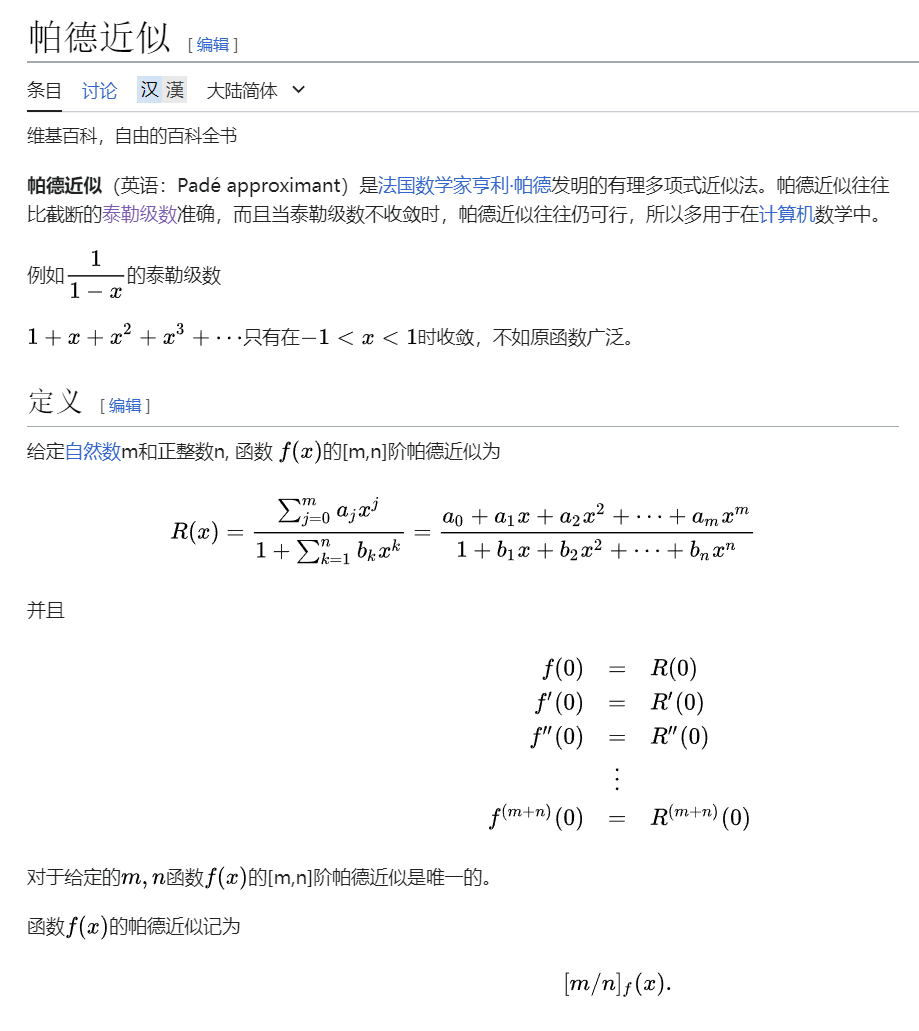 帕德近似 [编辑]
条目 讨论 汉 漢 大陆简体
维基百科，自由的百科全书
帕德近似（英语：Padé approximant）是法国数学家亨利·帕德发明的有理多项式近似法。帕德近似往往
比截断的泰勒级数准确，而且当泰勒级数不收敛时，帕德近似往往仍可行，所以多用于在计算机数学中。
例如 \frac{1}{1-x} 的泰勒级数
1 + x + x^2 + x^3 + ⋯只有在−1 < x < 1时收敛，不如原函数广泛。
定义 [编辑]
给定自然数m和正整数n, 函数 f(x)的[m,n]阶帕德近似为
R(x) = \frac{\sum_{j=0}^{m} a_j x^j}{1+\sum_{k=1}^{n} b_k x^k} = \frac{a_0+a_1x+a_2x^2+\cdots+a_mx^m}{1+b_1x+b_2x^2+\cdots+b_nx^n}
并且
f(0) = R(0)
f′(0) = R′(0)
f″(0) = R″(0)
⋮
f^{(m+n)}(0) = R^{(m+n)}(0)
对于给定的m, n函数f(x)的[m,n]阶帕德近似是唯一的。
函数f(x)的帕德近似记为
[m/n]_f(x).